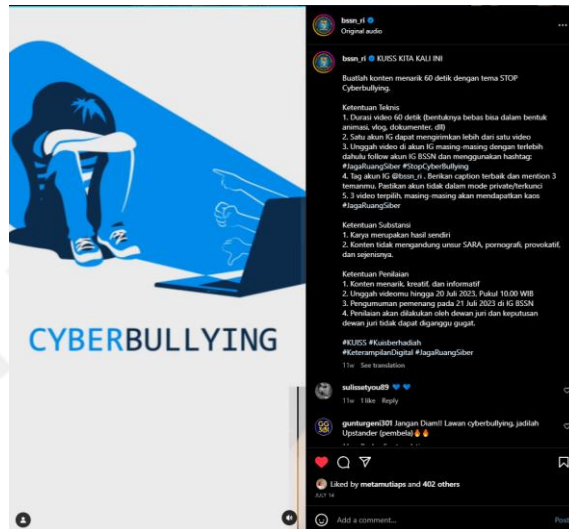 CYBERBULLYING
bssn_ri
Original audio
bssn_ri KUISS KITA KALI INI
Buatlah konten menarik 60 detik dengan tema STOP
Cyberbullying.
Ketentuan Teknis
1. Durasi video 60 detik (bentuknya bebas bisa dalam bentuk
animasi, vlog, dokumenter, dll)
2. Satu akun IG dapat mengirimkan lebih dari satu video
3. Unggah video di akun IG masing-masing dengan terlebih
dahulu follow akun IG BSSN dan menggunakan hashtag:
#JagaRuangSiber #StopCyberBullying
4. Tag akun IG @bssn_ri . Berikan caption terbaik dan mention 3
temanmu. Pastikan akun tidak dalam mode private/terkunci
5. 3 video terpilih, masing-masing akan mendapatkan kaos
#JagaRuangSiber
Ketentuan Substansi
1. Karya merupakan hasil sendiri
2. Konten tidak mengandung unsur SARA, pornografi, provokatif,
dan sejenisnya.
Ketentuan Penilaian
1. Konten menarik, kreatif, dan informatif
2. Unggah videomu hingga 20 Juli 2023, Pukul 10.00 WIB
3. Pengumuman pemenang pada 21 Juli 2023 di IG BSSN
4. Penilaian akan dilakukan oleh dewan juri dan keputusan
dewan juri tidak dapat diganggu gugat.
#KUISS #Kuisberhadiah
#KeterampilanDigital #JagaRuangSiber
11w See translation
sulissetyou89 💙 💙
11w 1 like Reply
gunturgeni301 Jangan Diam!! Lawan cyberbullying, jadilah
Upstander (pembela)🔥🔥
Liked by metamutiaps and 402 others
JULY 14
Add a comment...
Post